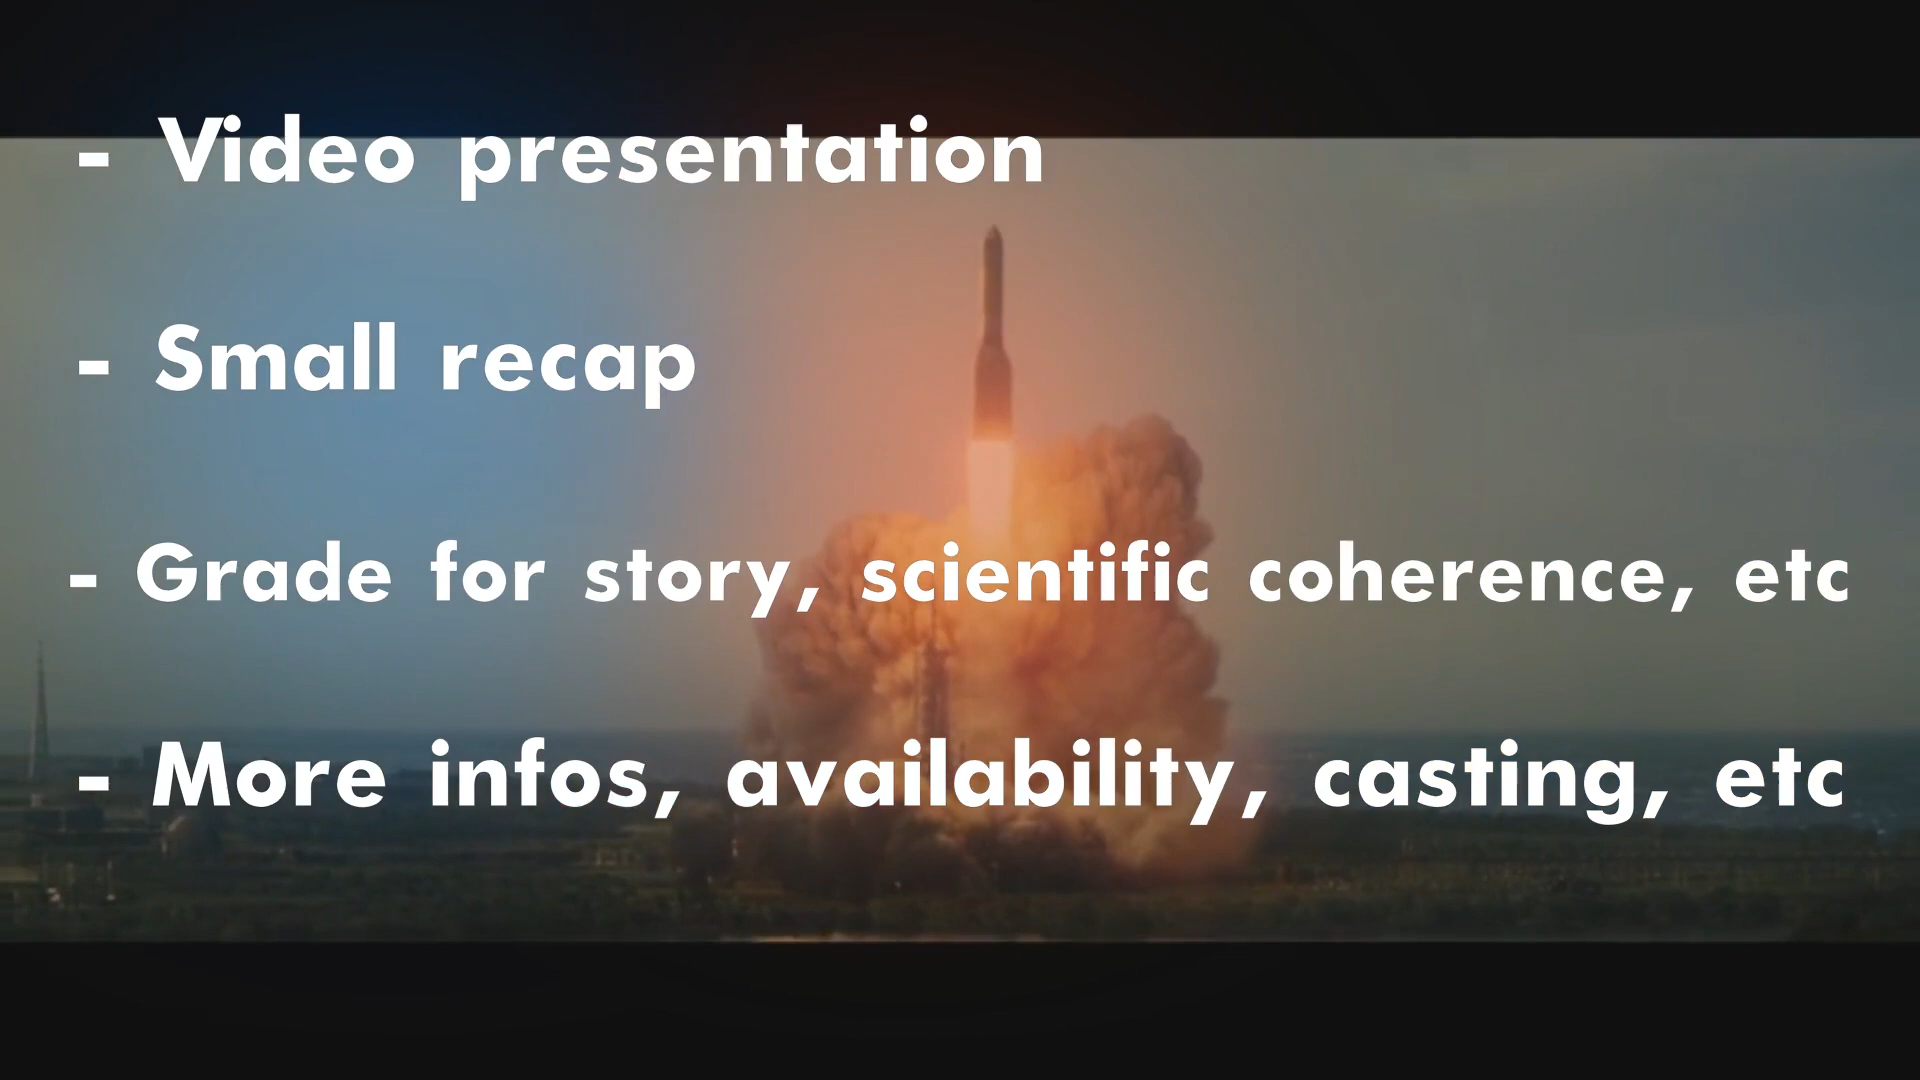 - Video presentation
- Small recap
- Grade for story, scientific coherence, etc
- More infos, availability, casting, etc